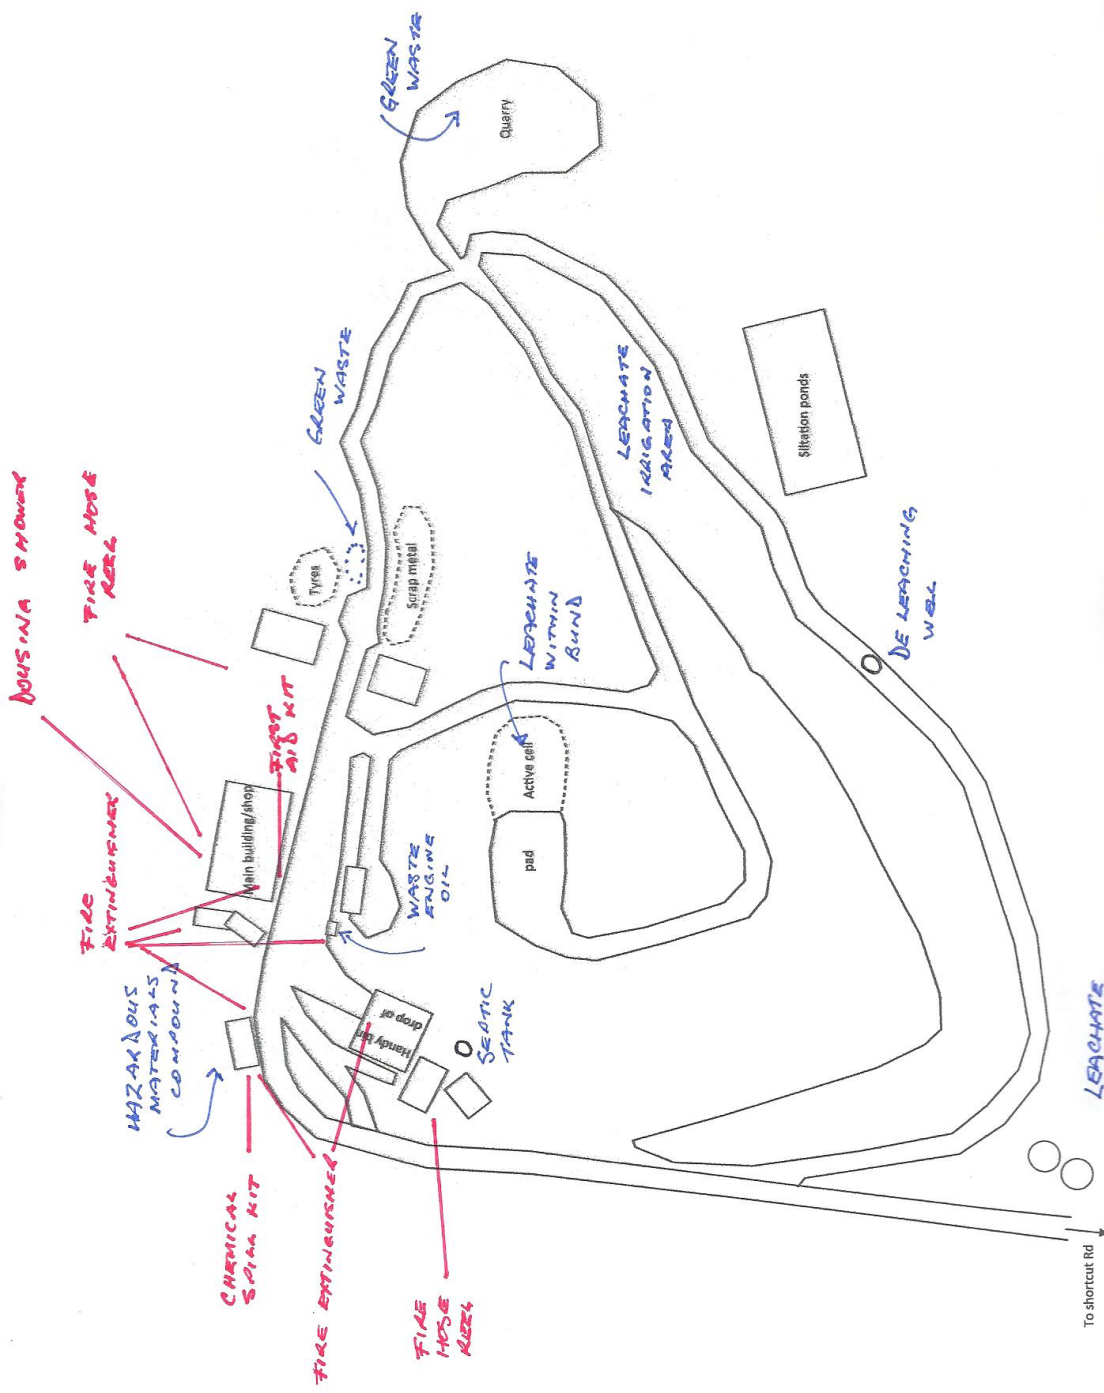 DOUSING SHOWER
FIRE HOSE
REEL
FIRE
EXTINGUISHER
FIRST
AID KIT
CHEMICAL
SPILL KIT
FIRE EXTINGUISHER
FIRE
HOSE
REEL
HAZARDOUS
MATERIALS
COMPOUND
GREEN
WASTE
GREEN
WASTE
WASTE
ENGINE
OIL
SEPTIC
TANK
LEACHATE
WITHIN
BUND
LEACHATE
IRRIGATION
AREA
DE LEACHING
WELL
LEACHATE
Main building/shop
Tyres
Scrap metal
Quarry
Handy bin
drop of
pad
Active cell
Siltation ponds
To shortcut Rd